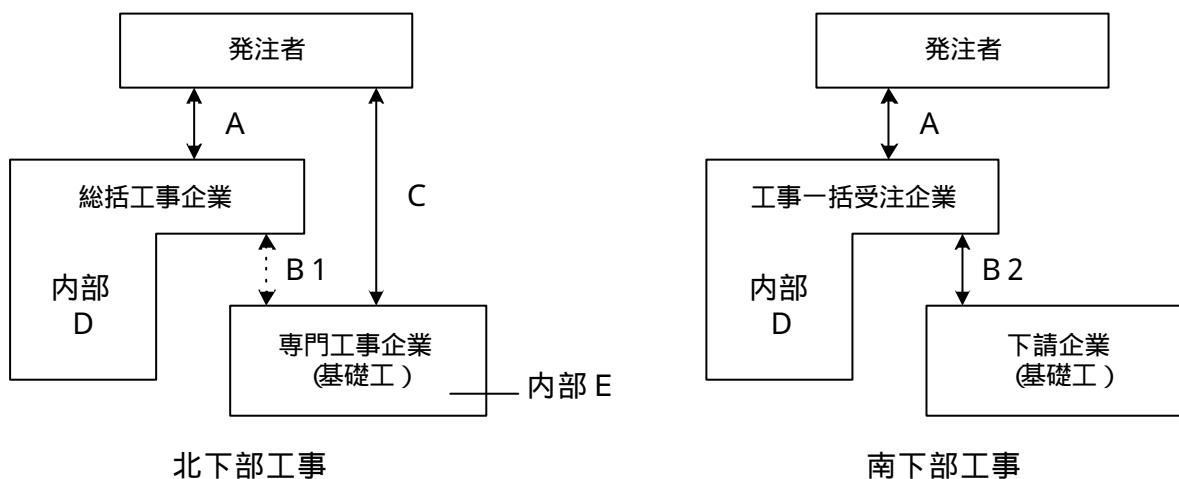 発注者
A
総括工事企業
C
B 1
内部
D
専門工事企業
(基礎工)
内部 E
北下部工事
発注者
A
工事一括受注企業
B 2
内部
D
下請企業
(基礎工)
南下部工事